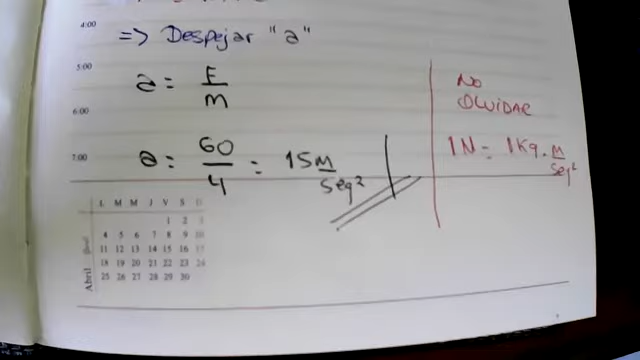 4:00
=> Despejar "a"
5:00
a = F/m
6:00
7:00
a = 60/4 = 15 M/seg²
NO
OLVIDAR
1N = 1Kg . M/seg²
Abril
L M M J V S D
1 2 3
4 5 6 7 8 9 10
11 12 13 14 15 16 17
18 19 20 21 22 23 24
25 26 27 28 29 30